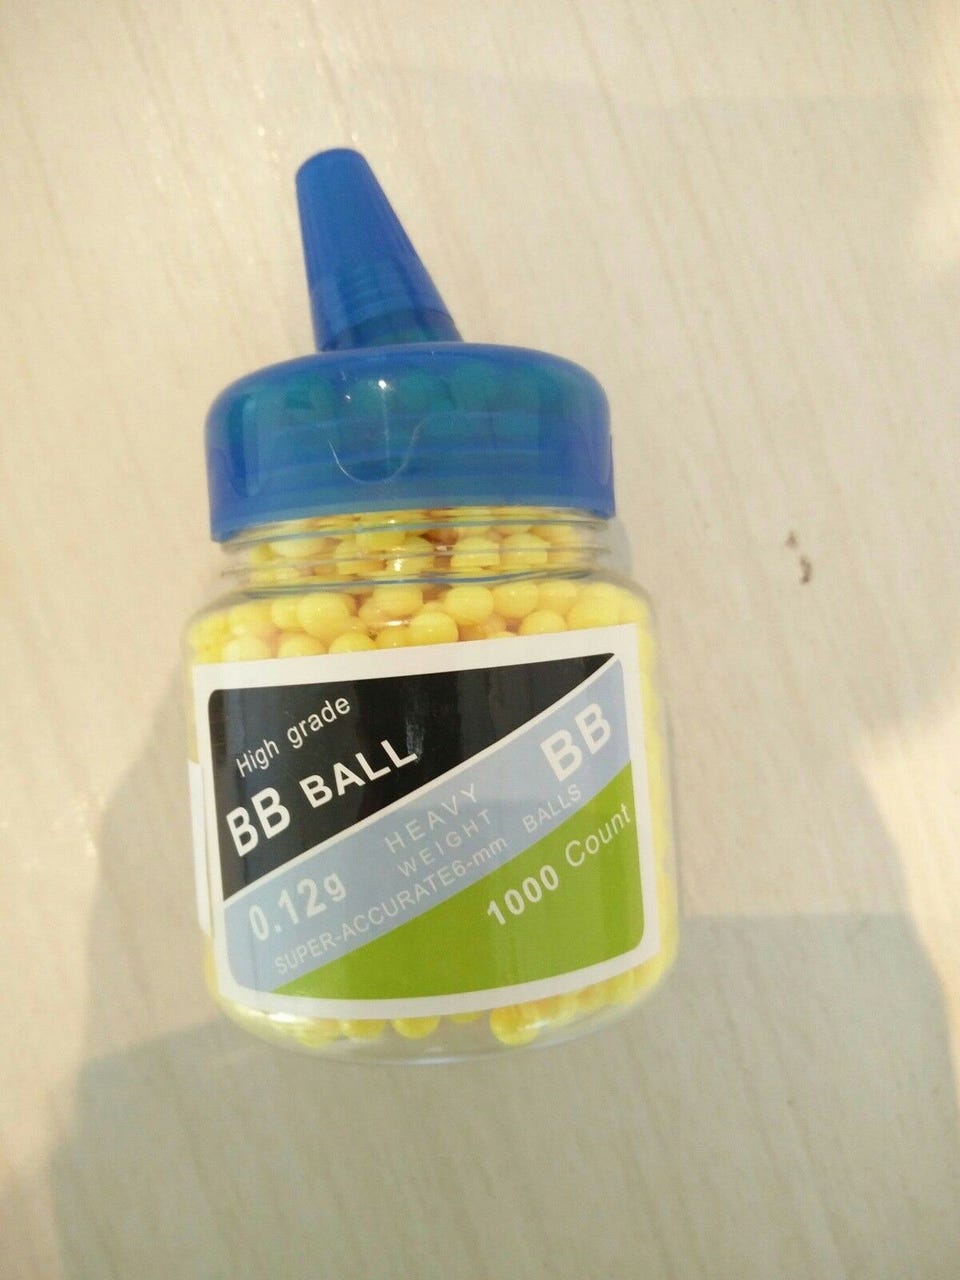 High grade
BB BALL
0.12g
HEAVY
WEIGHT
BB
SUPER-ACCURATE6-mm BALLS
1000 Count